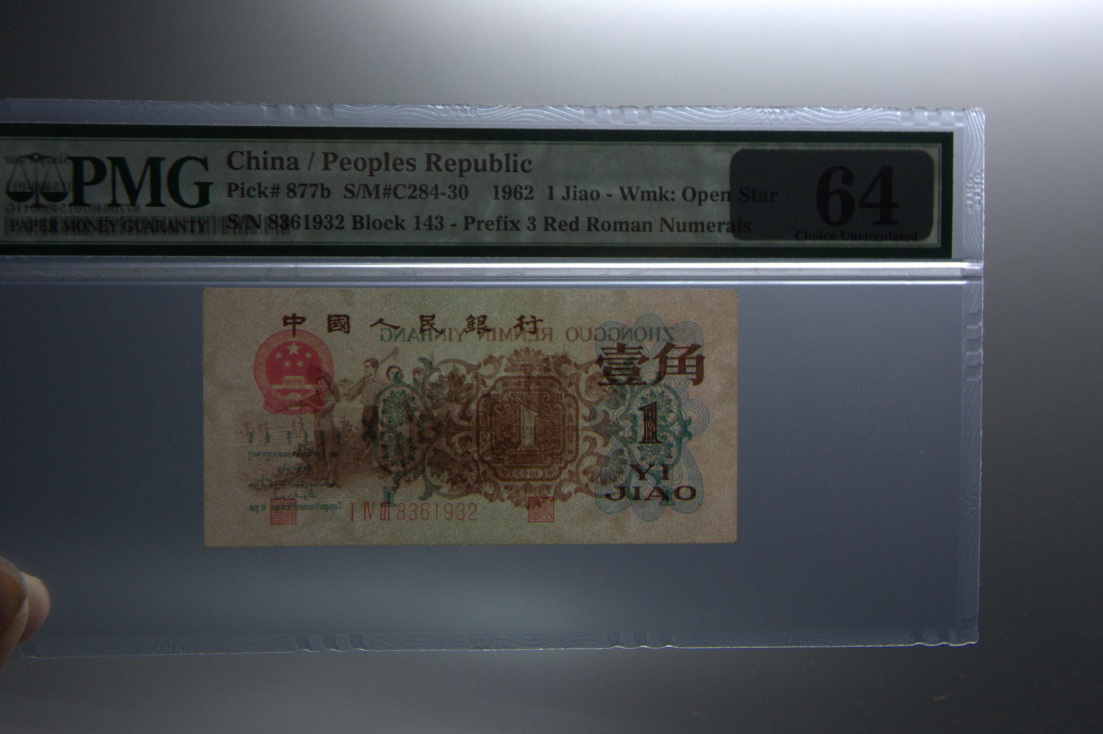 PMG
PAPER MONEY GUARANTY
China / Peoples Republic
Pick# 877b S/M#C284-30 1962 1 Jiao - Wmk: Open Star
S/N 8361932 Block 143 - Prefix 3 Red Roman Numerals
64
Choice Uncirculated
中國人民銀行
ZHONGGUO RENMIN YINHANG
壹角
1
1
YI
JIAO
I IV III 8361932